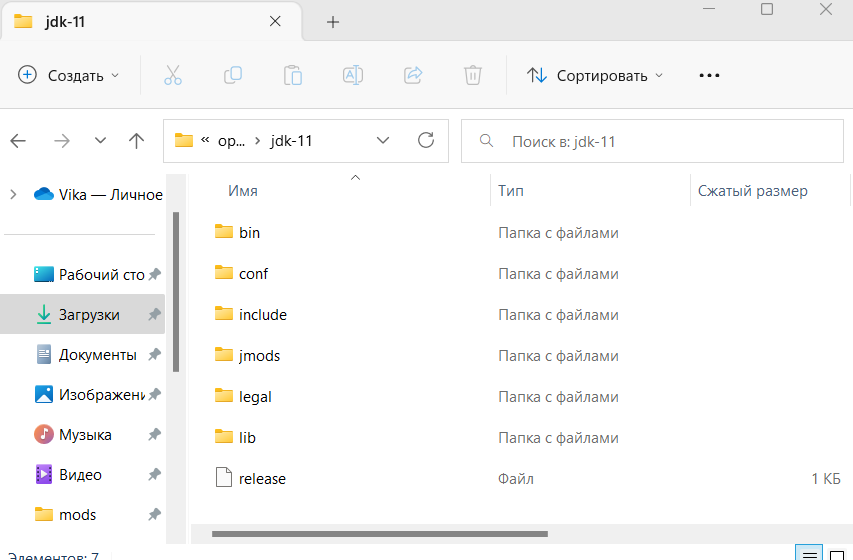 jdk-11
Создать
Сортировать
« op... > jdk-11
Поиск в: jdk-11
Vika — Личное
Рабочий сто
Загрузки
Документы
Изображени
Музыка
Видео
mods
Имя Тип Сжатый размер
bin Папка с файлами
conf Папка с файлами
include Папка с файлами
jmods Папка с файлами
legal Папка с файлами
lib Папка с файлами
release Файл 1 КБ
Элементов: 7